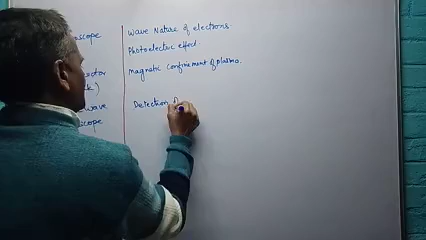 scope
Wave Nature of electrons
Photoelectric effect.
Magnetic Confinement of plasma.
Detection
wave
scope